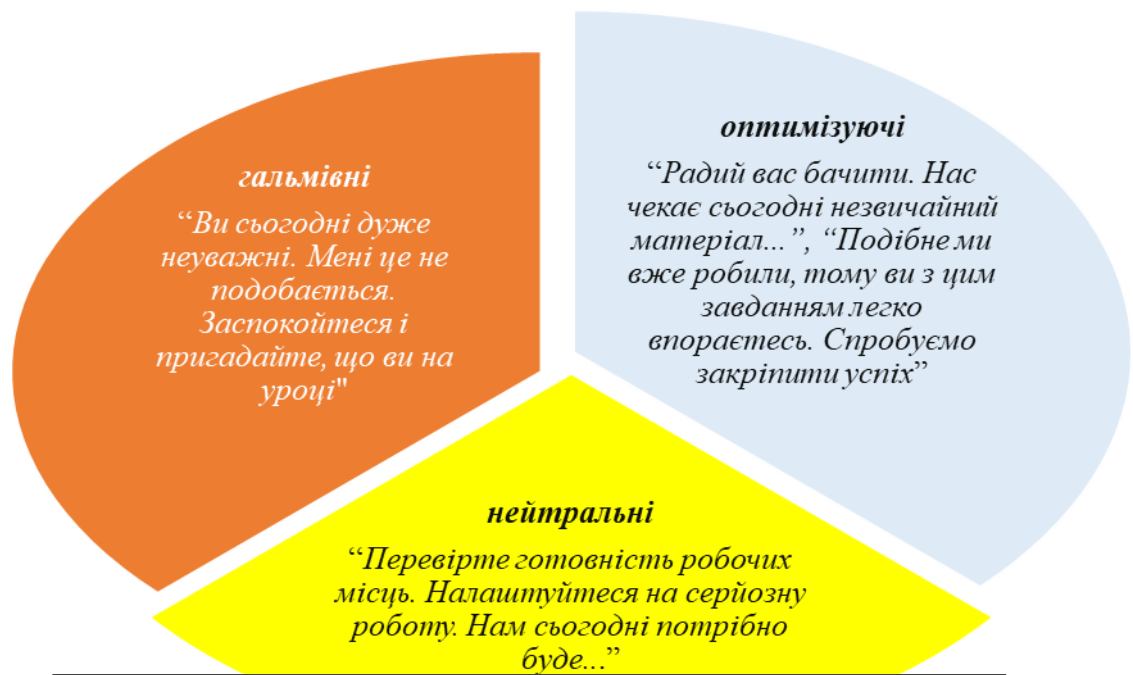 гальмівні
“Ви сьогодні дуже
неуважні. Мені це не
подобається.
Заспокойтеся і
пригадайте, що ви на
уроці"
оптимізуючі
“Радий вас бачити. Нас
чекає сьогодні незвичайний
матеріал...”, “Подібне ми
вже робили, тому ви з цим
завданням легко
впораєтесь. Спробуємо
закріпити успіх”
нейтральні
“Перевірте готовність робочих
місць. Налаштуйтеся на серйозну
роботу. Нам сьогодні потрібно
буде...”